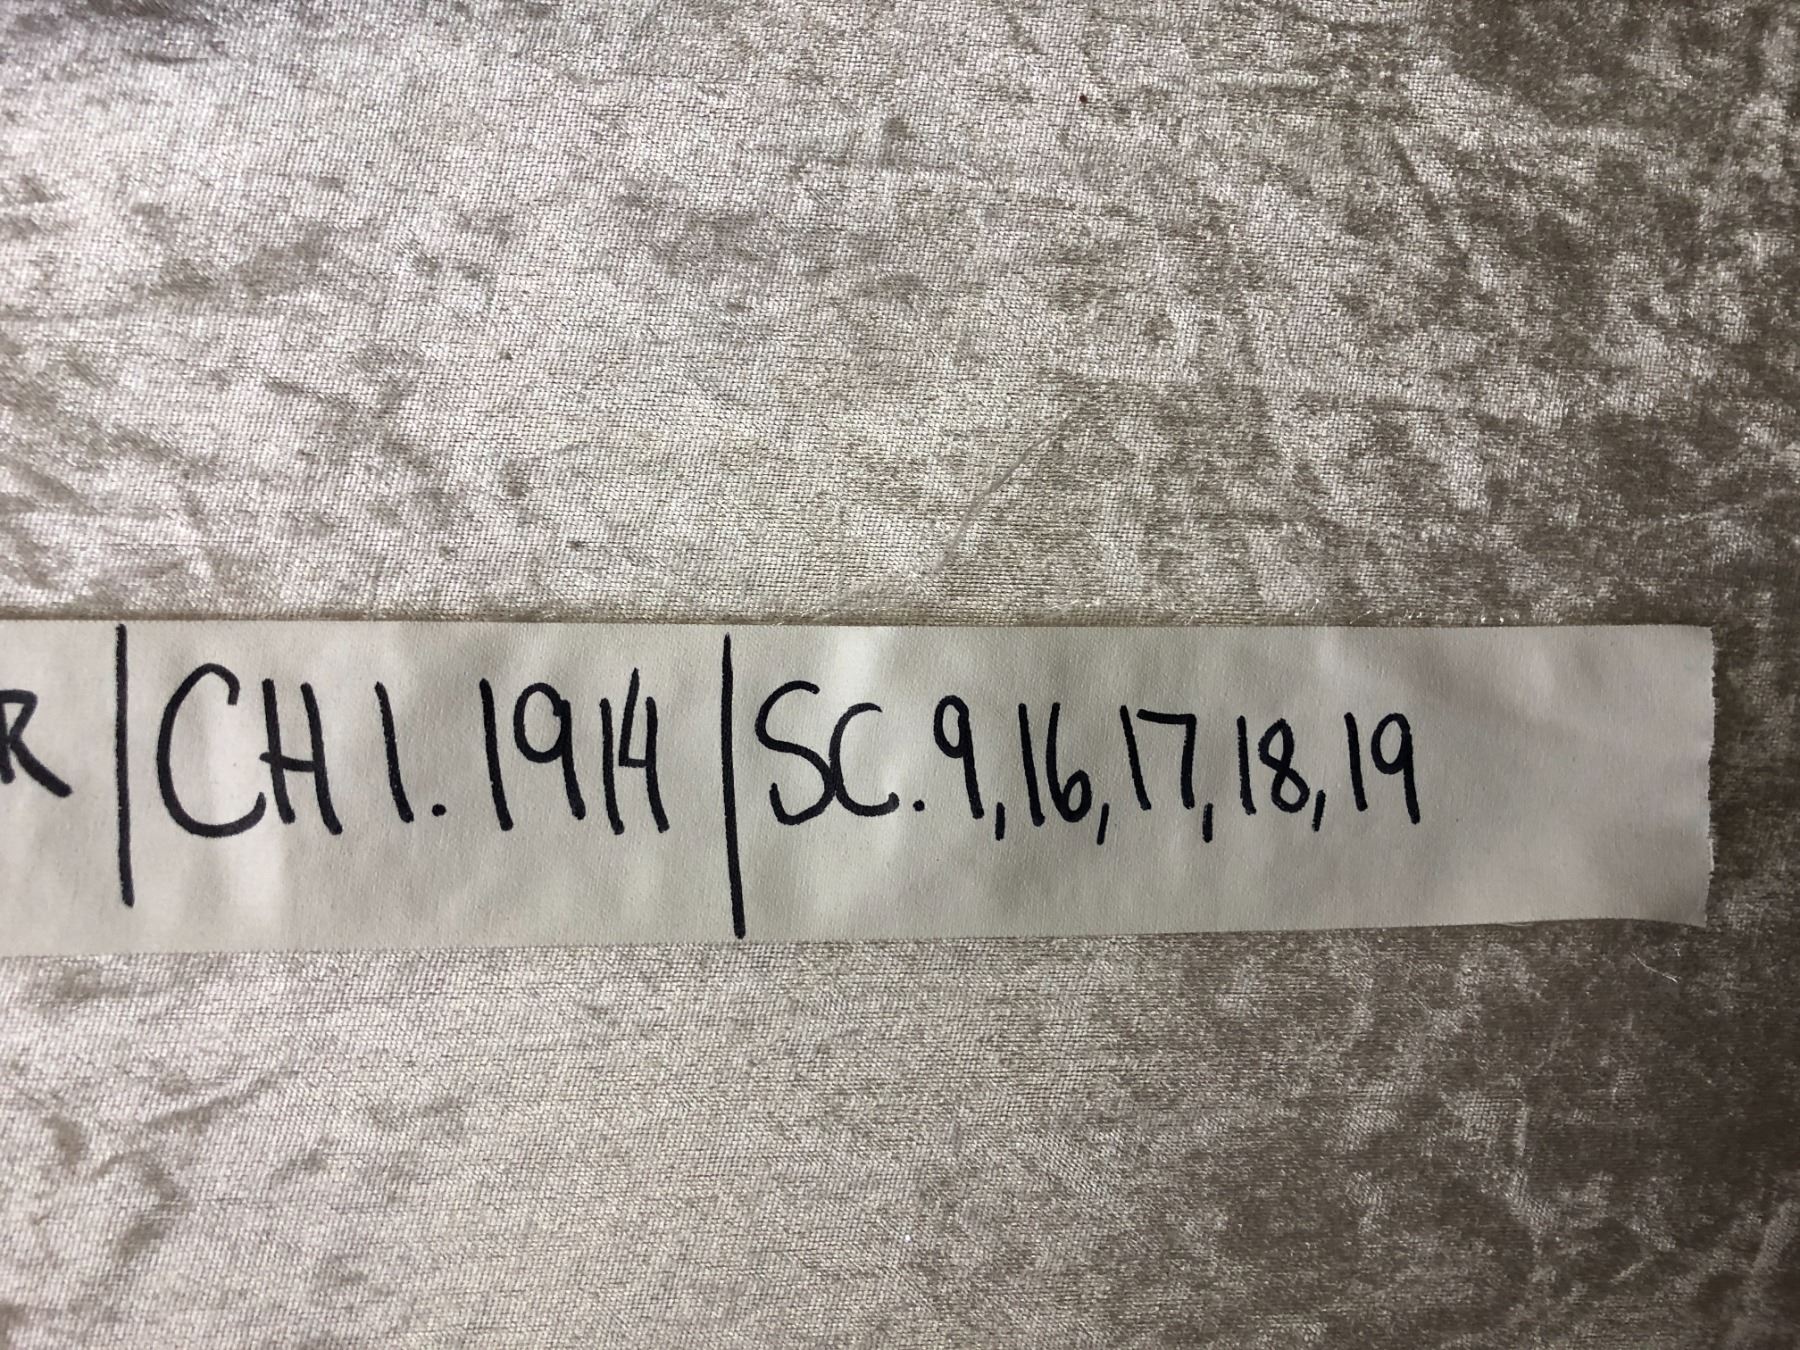 R | CH 1. 1914 | SC. 9, 16, 17, 18, 19